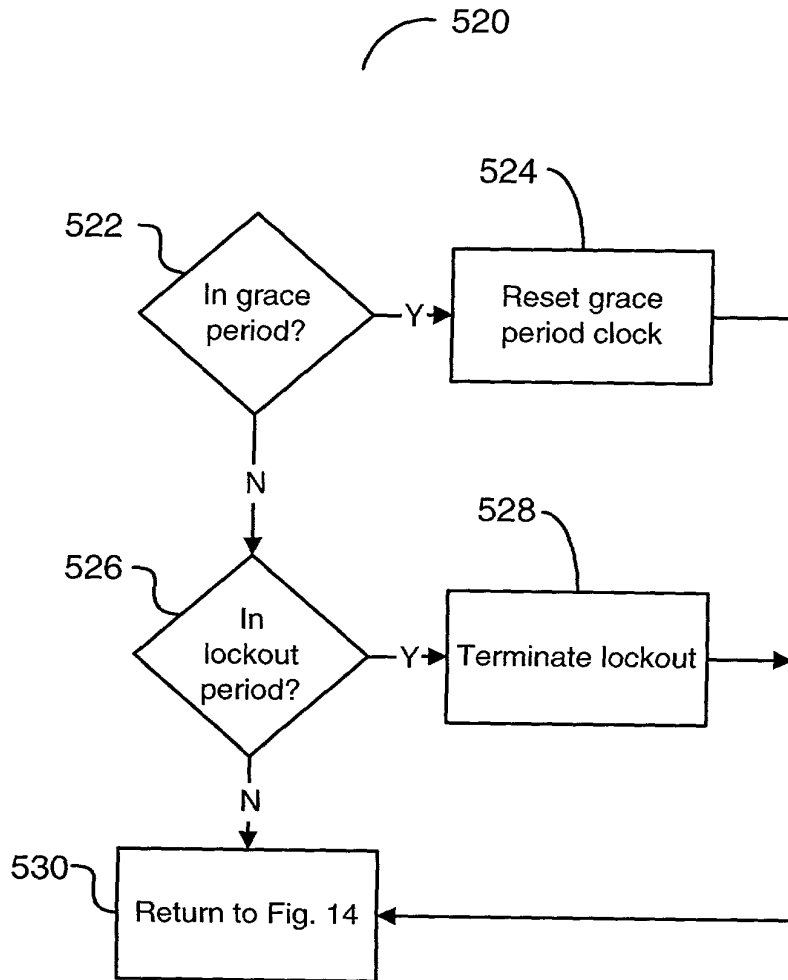 520
524
522
In grace
period?
Y
Reset grace
period clock
N
528
526
In
lockout
period?
Y
Terminate lockout
N
530
Return to Fig. 14